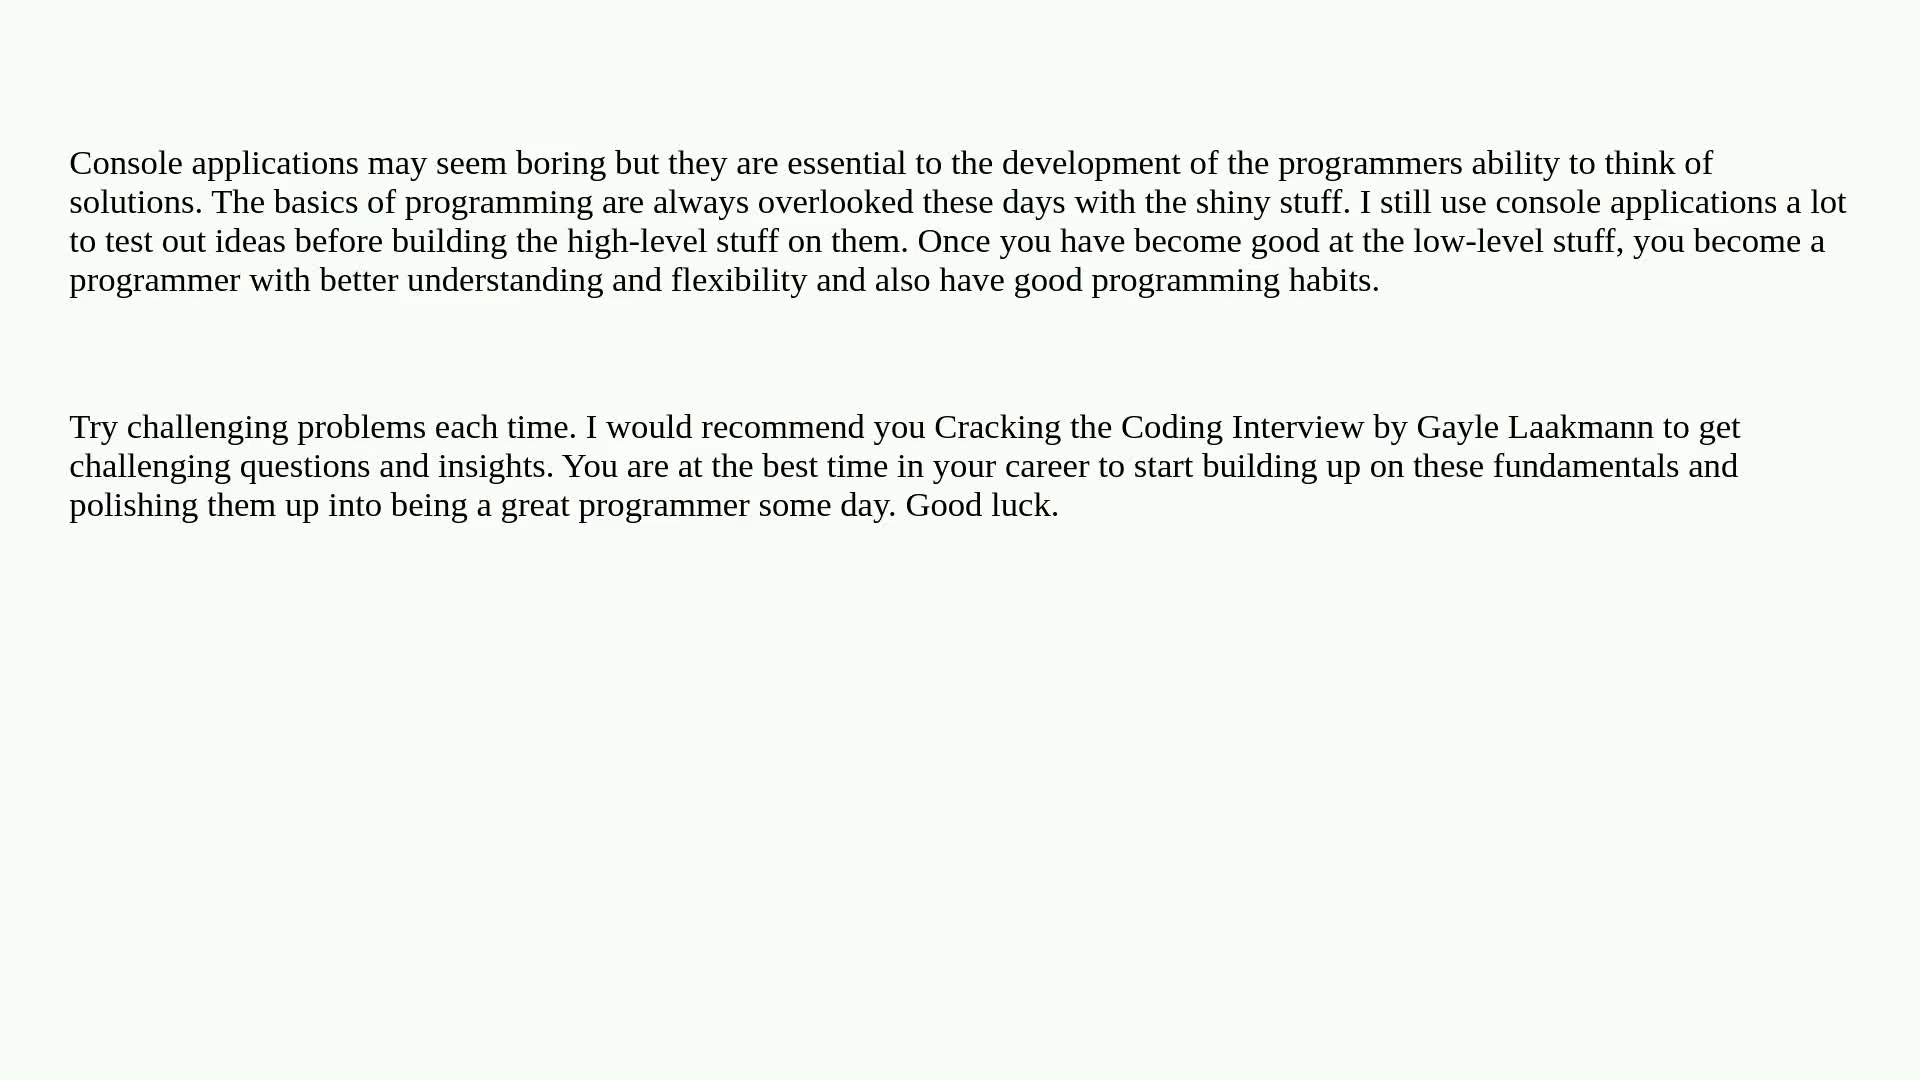 Console applications may seem boring but they are essential to the development of the programmers ability to think of
solutions. The basics of programming are always overlooked these days with the shiny stuff. I still use console applications a lot
to test out ideas before building the high-level stuff on them. Once you have become good at the low-level stuff, you become a
programmer with better understanding and flexibility and also have good programming habits.
Try challenging problems each time. I would recommend you Cracking the Coding Interview by Gayle Laakmann to get
challenging questions and insights. You are at the best time in your career to start building up on these fundamentals and
polishing them up into being a great programmer some day. Good luck.